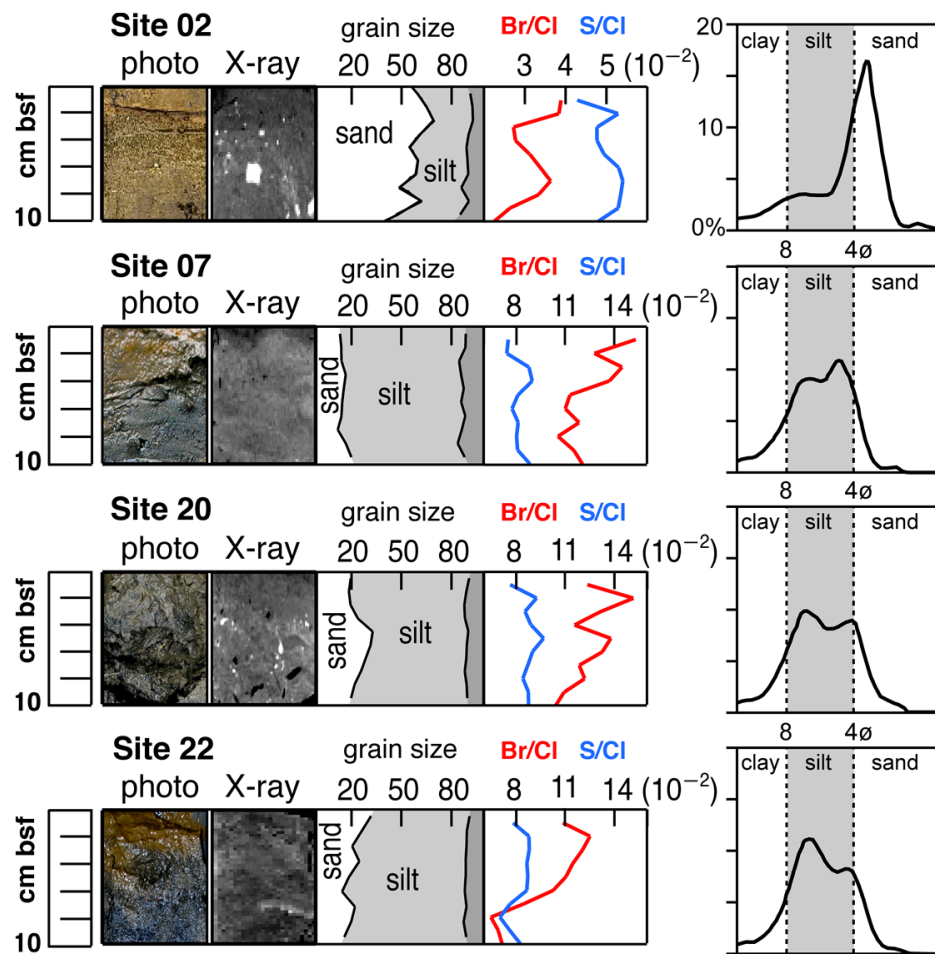 Site 02
photo X-ray grain size Br/Cl S/Cl
20 50 80 3 4 5 (10−2)
cm bsf
10
sand
silt
20
10
0%
clay silt sand
8 4ø
Site 07
photo X-ray grain size Br/Cl S/Cl
20 50 80 8 11 14 (10−2)
cm bsf
10
sand
silt
clay silt sand
8 4ø
Site 20
photo X-ray grain size Br/Cl S/Cl
20 50 80 8 11 14 (10−2)
cm bsf
10
sand
silt
clay silt sand
8 4ø
Site 22
photo X-ray grain size Br/Cl S/Cl
20 50 80 8 11 14 (10−2)
cm bsf
10
sand
silt
clay silt sand